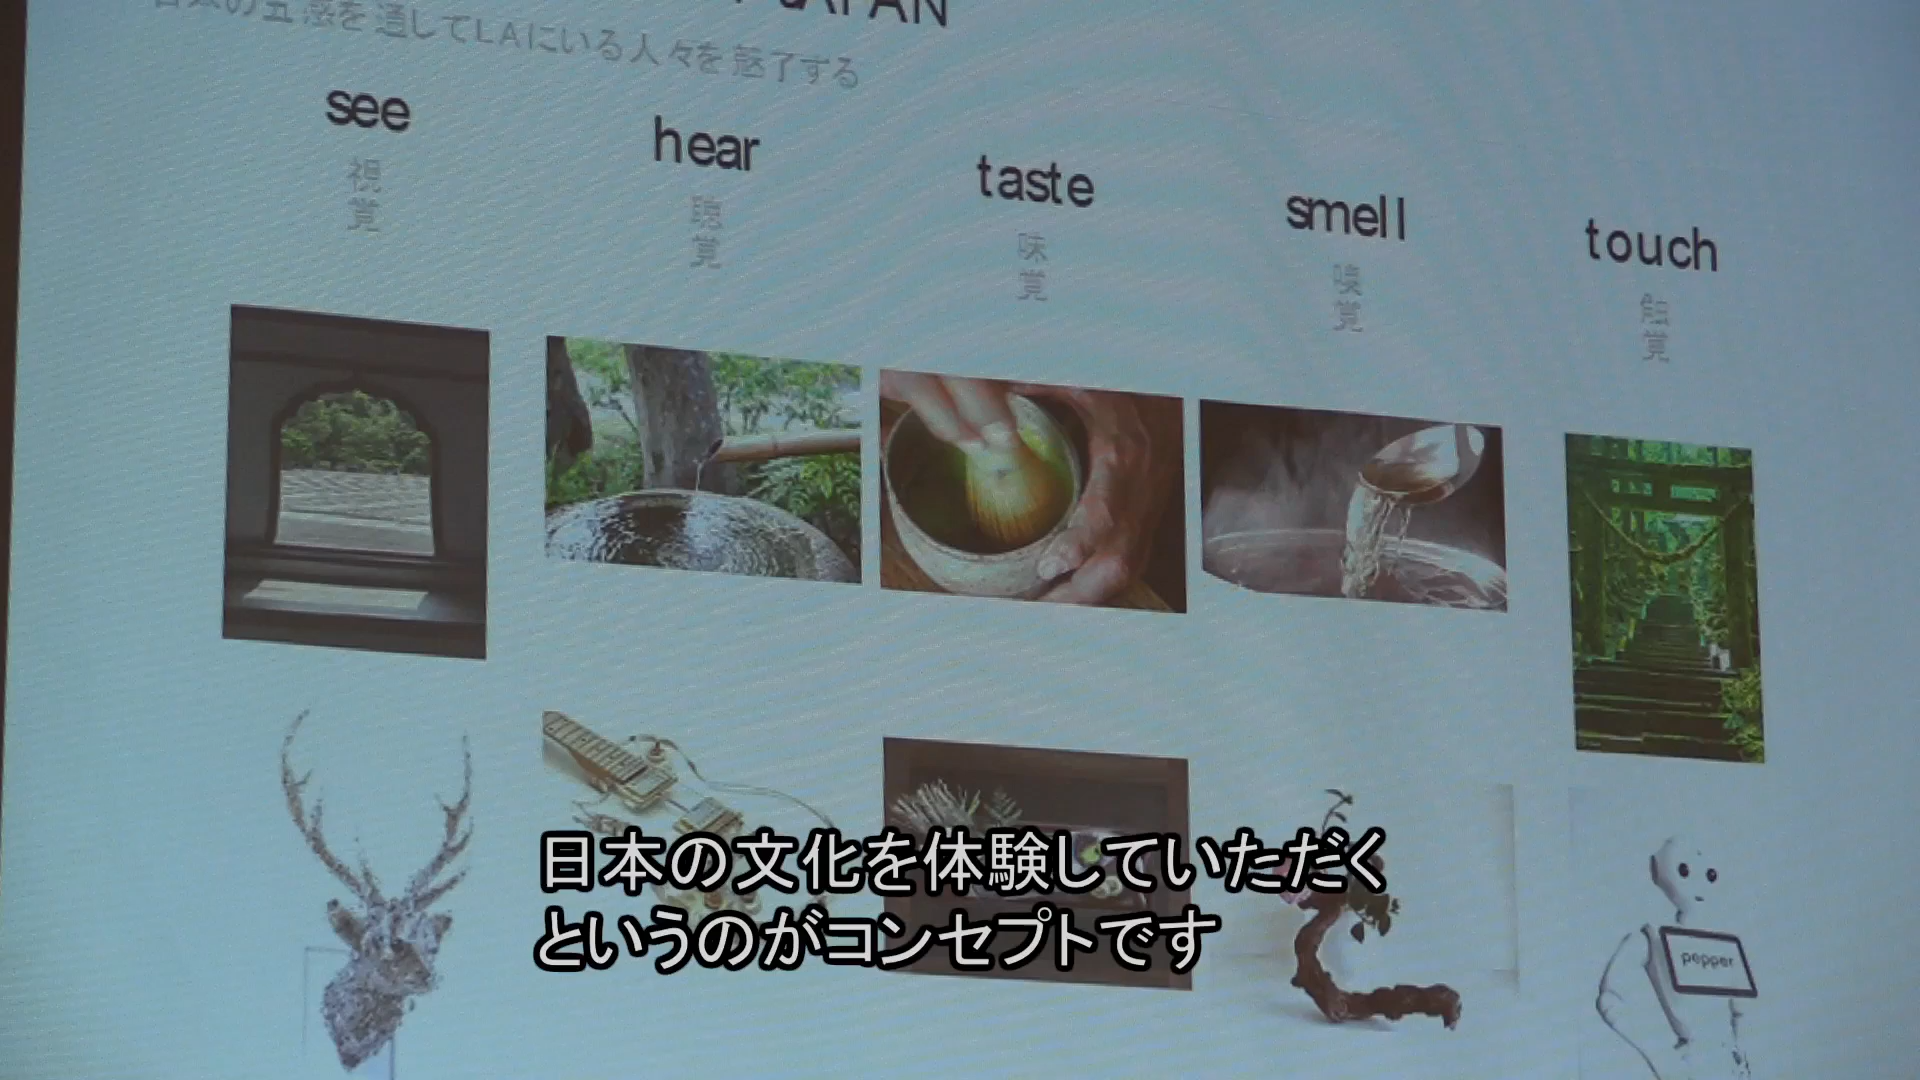 JAPAN
日本の五感を通してLAにいる人々を魅了する
see
視覚
hear
聴覚
taste
味覚
smell
嗅覚
touch
触覚
pepper
日本の文化を体験していただく
というのがコンセプトです